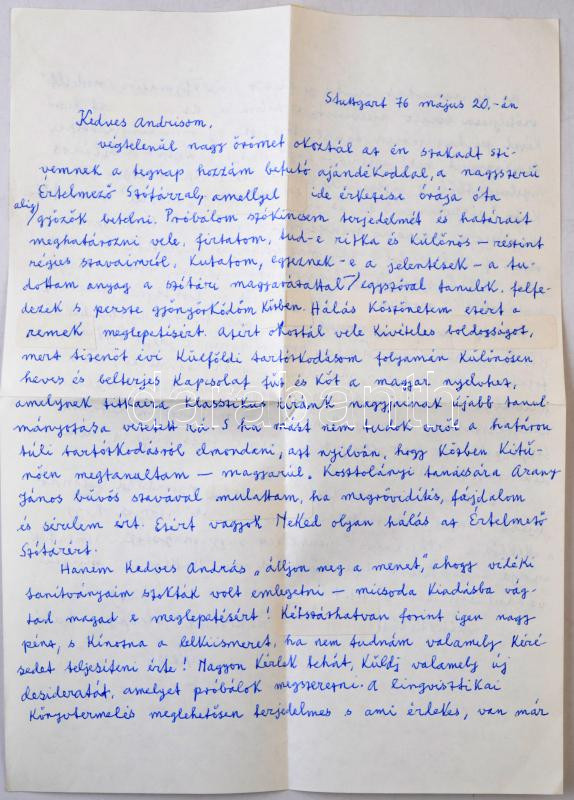 Stuttgart 76 május 20.-án
Kedves Andrisom,
végtelenül nagy örömet okoztál az én szakadt szi-
vemnek a tegnap hozzám befutó ajándékoddal, a nagyszerű
Értelmező Szótárral, amellyel ide érkezése órája óta
alig győzök betelni. Próbálom szókincsem terjedelmét és határait
meghatározni vele, firtatom, tud-e ritka és különös – részint
régies szavaimról, kutatom, egyeznek-e a jelentések – a tu-
dottam anyag a szótári magyarázattal, egyszóval tanulok, felfe-
dezek s persze gyönyörködöm közben. Hálás köszönetem ezért a
remek meglepetésért. Azért okoztál vele kivételes boldogságot,
mert tizenöt évi külföldi tartózkodásom folyamán különösen
heves és belterjes kapcsolat fűz és köt a magyar nyelvhez,
amelynek titkaira klasszikus íróink nagyjainak újabb tanul-
mányozása vezetett rá. S ha mást nem tudok erről a határon
túli tartózkodásról elmondani, azt nyilván, hogy közben kitű-
nően megtanultam – magyarul. Kosztolányi tanácsára Arany
János bűvös szavával mulattam, ha megrövidítés, fájdalom
és sérelem ért. Ezért vagyok Neked olyan hálás az Értelmező
Szótárért.
Hanem Kedves András „álljon meg a menet", ahogy vidéki
tanítványaim szokták volt emlegetni – micsoda kiadásba vág-
tad magad e meglepetésért! Kétszázhatvan forint igen nagy
pénz, s kínozna a lelkiismeret, ha nem tudnám valamely kéré-
sedet teljesíteni érte! Nagyon kérlek tehát, küldj valamely új
desideratát, amelyet próbálok megszerezni. A lingvisztikai
könyvtermelés meglehetősen terjedelmes s ami érdekes, van már
databanth